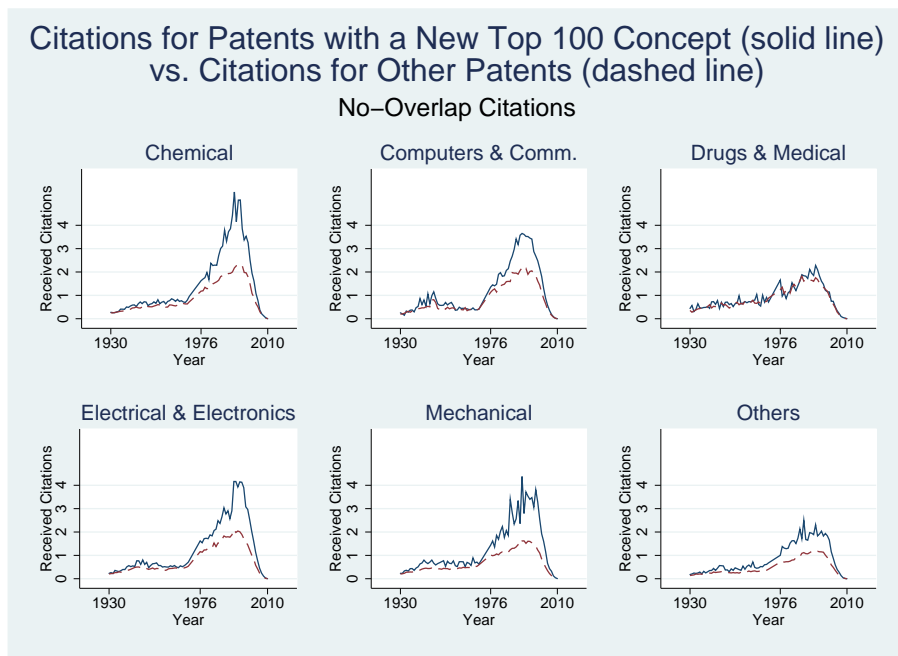 Citations for Patents with a New Top 100 Concept (solid line)
vs. Citations for Other Patents (dashed line)
No−Overlap Citations
Chemical
Computers & Comm.
Drugs & Medical
Received Citations
4
3
2
1
0
1930
1976
2010
Year
Received Citations
4
3
2
1
0
1930
1976
2010
Year
Received Citations
4
3
2
1
0
1930
1976
2010
Year
Electrical & Electronics
Mechanical
Others
Received Citations
4
3
2
1
0
1930
1976
2010
Year
Received Citations
4
3
2
1
0
1930
1976
2010
Year
Received Citations
4
3
2
1
0
1930
1976
2010
Year